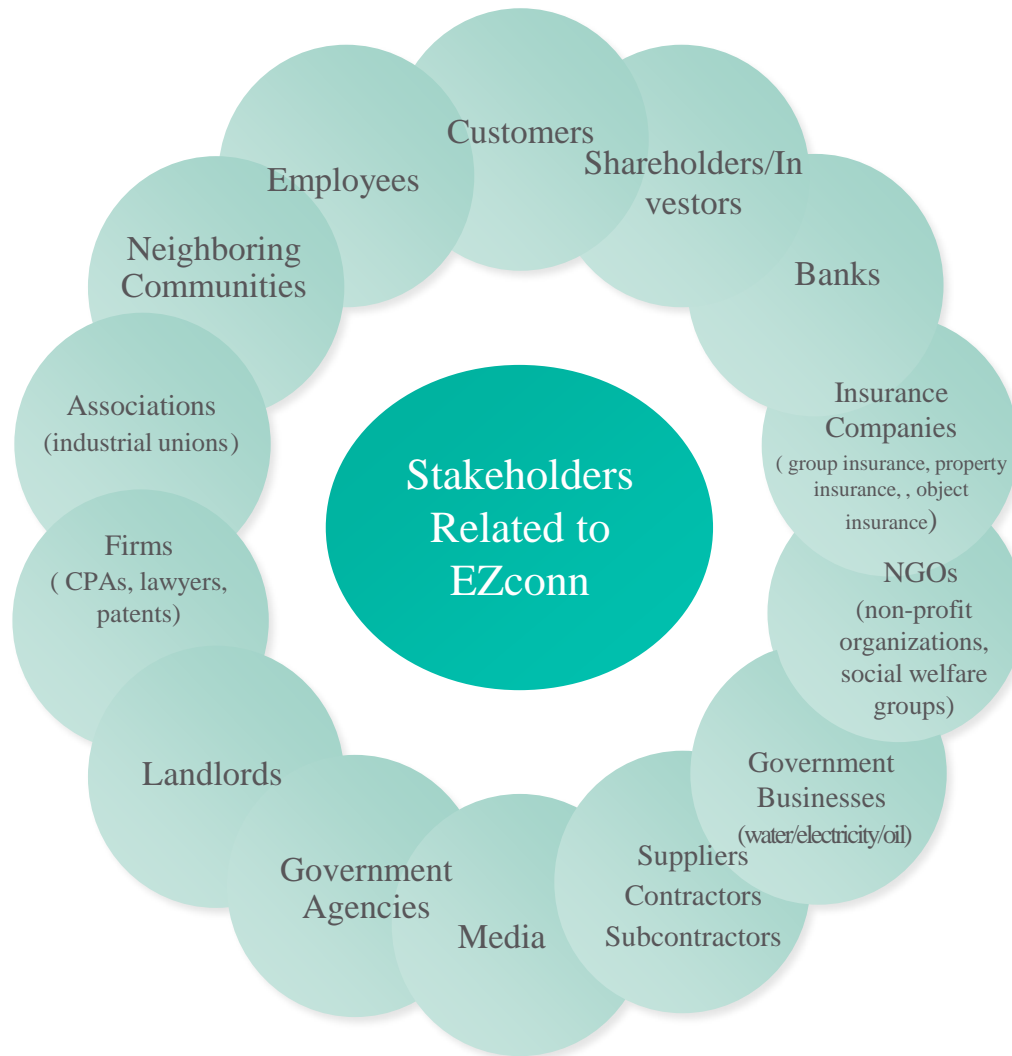 Customers
Shareholders/In
vestors
Banks
Insurance
Companies
( group insurance, property
insurance, , object
insurance)
NGOs
(non-profit
organizations,
social welfare
groups)
Government
Businesses
(water/electricity/oil)
Suppliers
Contractors
Subcontractors
Media
Government
Agencies
Landlords
Firms
( CPAs, lawyers,
patents)
Associations
(industrial unions)
Neighboring
Communities
Employees
Stakeholders
Related to
EZconn